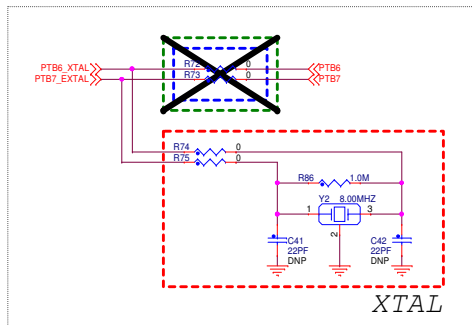 R72 0
PTB6_XTAL PTB6
R73 0
PTB7_EXTAL PTB7
R74 0
R75 0
R86 1.0M
Y2 8.00MHZ
1 3
2
C41 C42
22PF 22PF
DNP DNP
XTAL